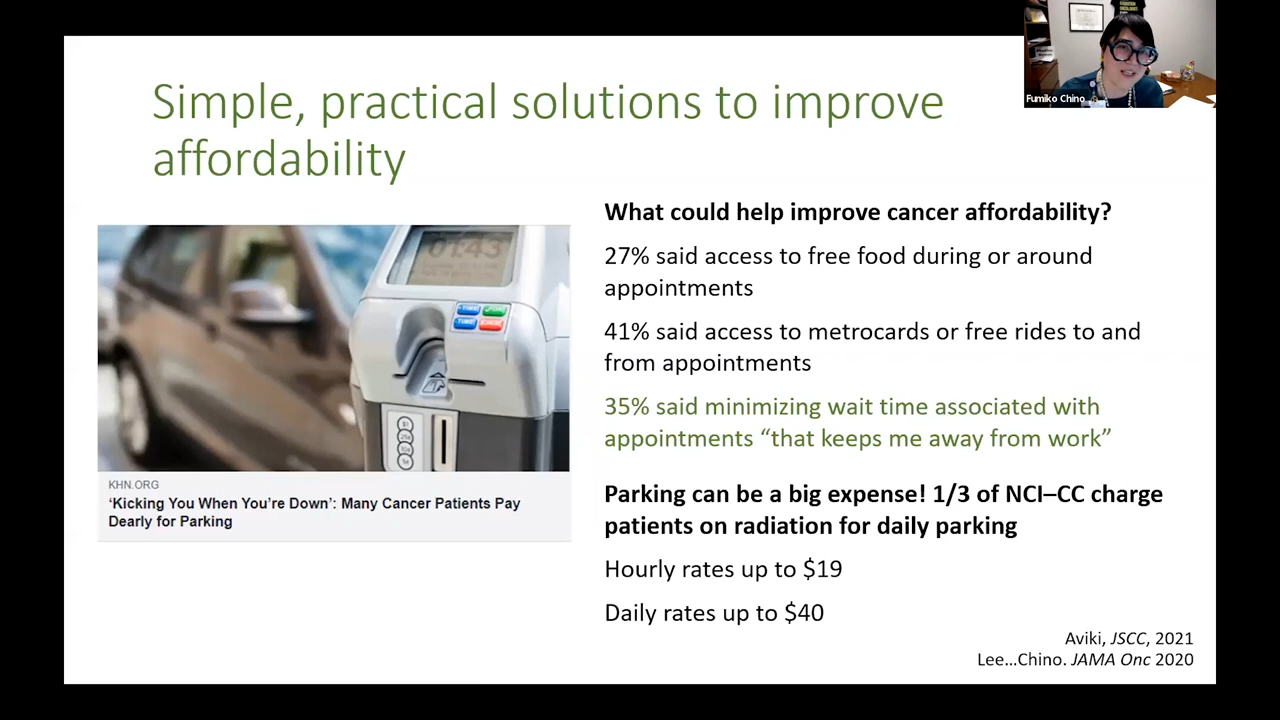 Fumiko Chino
Simple, practical solutions to improve
affordability
01:43
KHN.ORG
‘Kicking You When You’re Down’: Many Cancer Patients Pay
Dearly for Parking
What could help improve cancer affordability?
27% said access to free food during or around
appointments
41% said access to metrocards or free rides to and
from appointments
35% said minimizing wait time associated with
appointments “that keeps me away from work”
Parking can be a big expense! 1/3 of NCI–CC charge
patients on radiation for daily parking
Hourly rates up to $19
Daily rates up to $40
Aviki, JSCC, 2021
Lee…Chino. JAMA Onc 2020